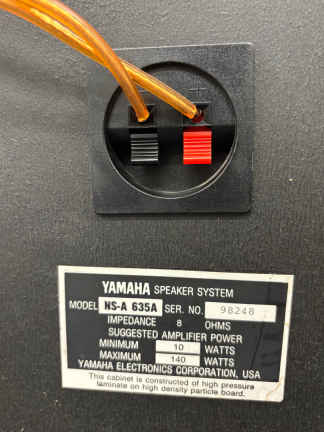 YAMAHA SPEAKER SYSTEM
MODEL NS-A 635A SER. NO. 98248
IMPEDANCE 8 OHMS
SUGGESTED AMPLIFIER POWER
MINIMUM 10 WATTS
MAXIMUM 140 WATTS
YAMAHA ELECTRONICS CORPORATION, USA
This cabinet is constructed of high pressure
laminate on high density particle board.